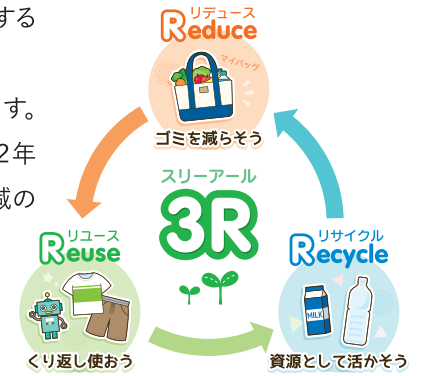 する
す。
2年
減の
リデュース
Reduce
マイバッグ
ゴミを減らそう
スリーアール
3R
リユース
Reuse
くり返し使おう
リサイクル
Recycle
MILK
資源として活かそう